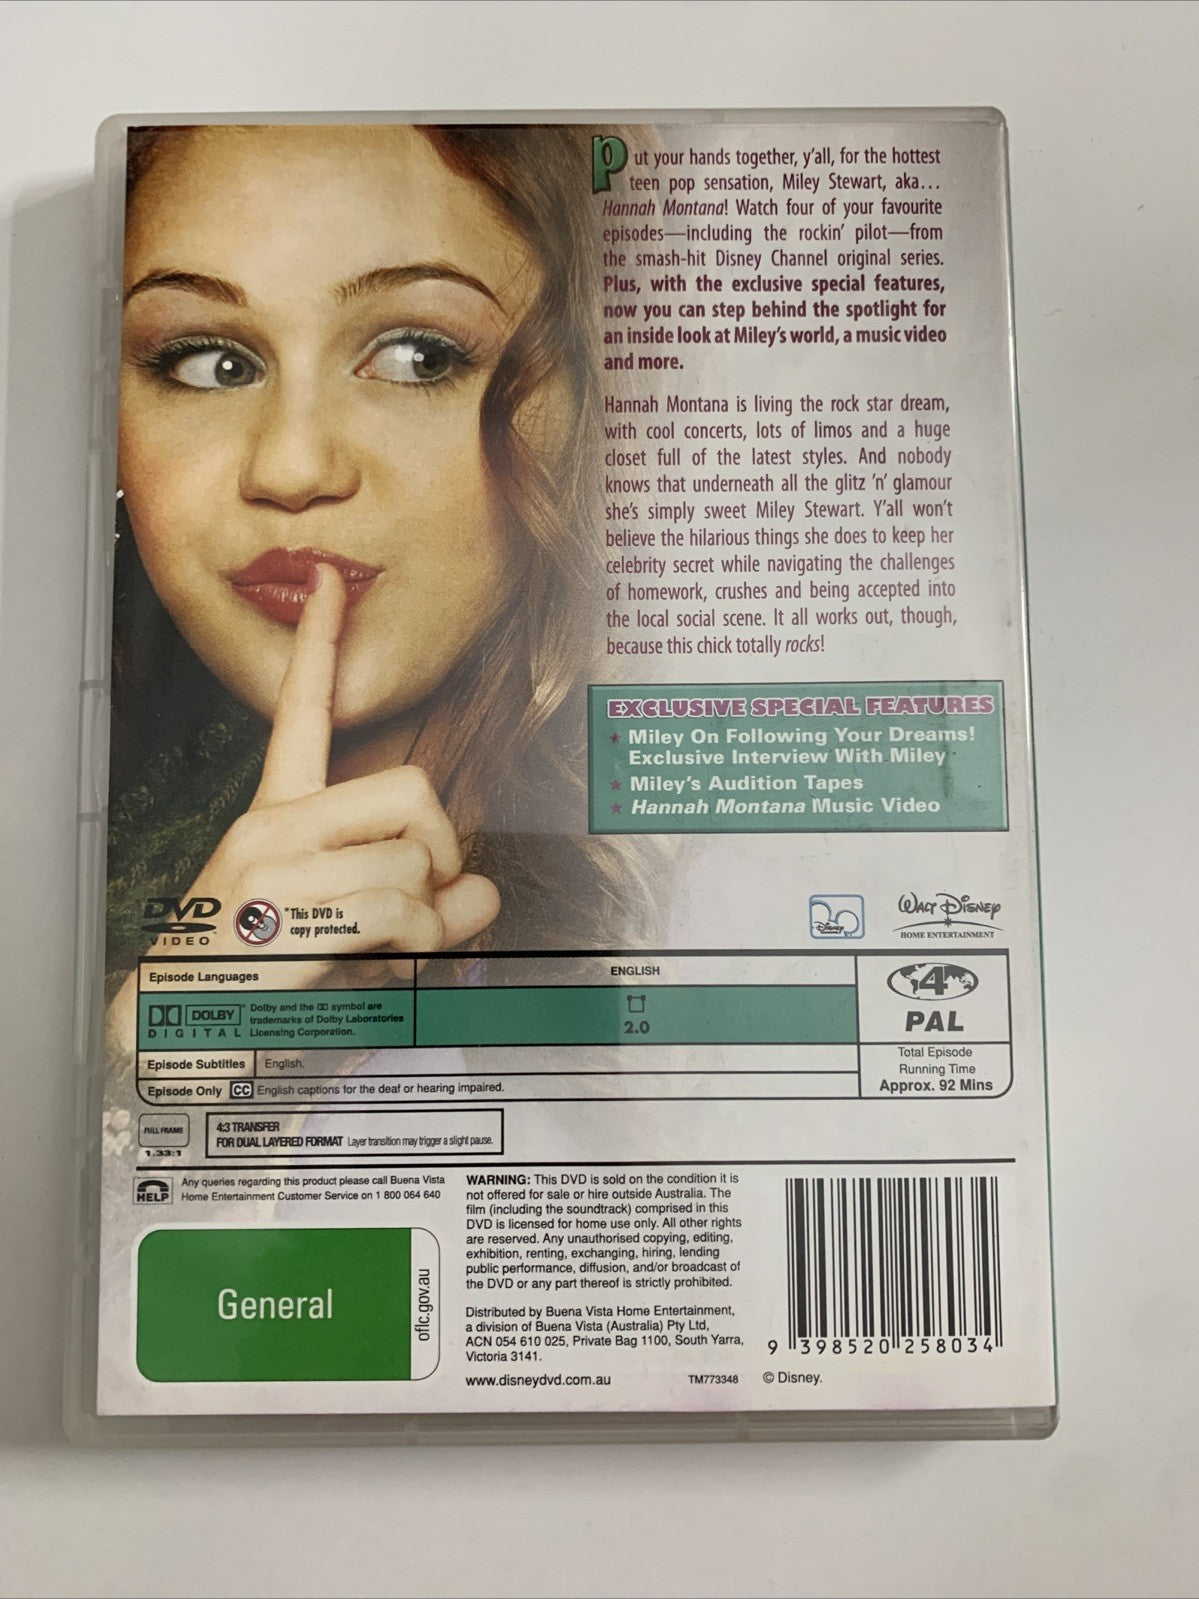 Put your hands together, y'all, for the hottest
teen pop sensation, Miley Stewart, aka...
Hannah Montana! Watch four of your favourite
episodes—including the rockin' pilot—from
the smash-hit Disney Channel original series.
Plus, with the exclusive special features,
now you can step behind the spotlight for
an inside look at Miley's world, a music video
and more.
Hannah Montana is living the rock star dream,
with cool concerts, lots of limos and a huge
closet full of the latest styles. And nobody
knows that underneath all the glitz 'n' glamour
she's simply sweet Miley Stewart. Y'all won't
believe the hilarious things she does to keep her
celebrity secret while navigating the challenges
of homework, crushes and being accepted into
the local social scene. It all works out, though,
because this chick totally rocks!
EXCLUSIVE SPECIAL FEATURES
★ Miley On Following Your Dreams!
Exclusive Interview With Miley
★ Miley's Audition Tapes
★ Hannah Montana Music Video
DVD
VIDEO
*This DVD is
copy protected.
Disney
CHANNEL
WALT DISNEY
HOME ENTERTAINMENT
Episode Languages
ENGLISH
DOLBY
DIGITAL
Dolby and the DD symbol are
trademarks of Dolby Laboratories
Licensing Corporation.
2.0
4
PAL
Episode Subtitles
English.
Episode Only CC English captions for the deaf or hearing impaired.
Total Episode
Running Time
Approx. 92 Mins
FULL FRAME
1.33:1
4:3 TRANSFER
FOR DUAL LAYERED FORMAT Layer transition may trigger a slight pause.
HELP
Any queries regarding this product please call Buena Vista
Home Entertainment Customer Service on 1 800 064 640
General
oflc.gov.au
WARNING: This DVD is sold on the condition it is
not offered for sale or hire outside Australia. The
film (including the soundtrack) comprised in this
DVD is licensed for home use only. All other rights
are reserved. Any unauthorised copying, editing,
exhibition, renting, exchanging, hiring, lending
public performance, diffusion, and/or broadcast of
the DVD or any part thereof is strictly prohibited.
Distributed by Buena Vista Home Entertainment,
a division of Buena Vista (Australia) Pty Ltd,
ACN 054 610 025, Private Bag 1100, South Yarra,
Victoria 3141.
www.disneydvd.com.au
TM773348
9 398520 258034
© Disney.